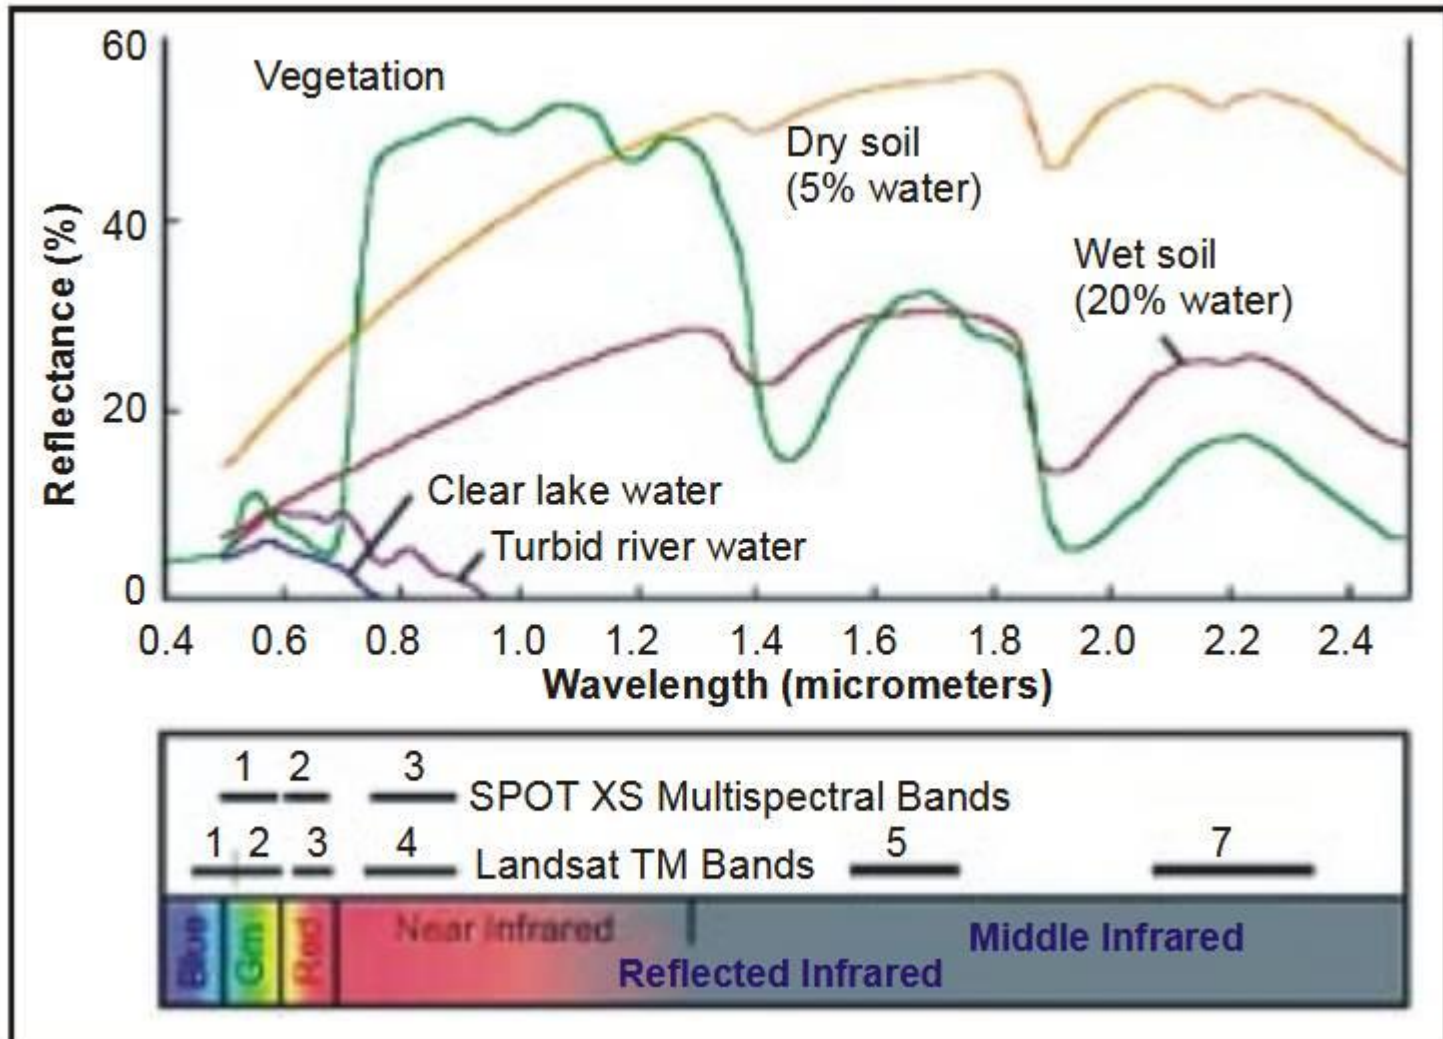 60
Vegetation
Dry soil
(5% water)
40
Wet soil
(20% water)
Reflectance (%)
20
Clear lake water
Turbid river water
0
0.4 0.6 0.8 1.0 1.2 1.4 1.6 1.8 2.0 2.2 2.4
Wavelength (micrometers)
1 2 3
SPOT XS Multispectral Bands
1 2 3 4 5 7
Landsat TM Bands
Blue Grn Red Near Infrared
Middle Infrared
Reflected Infrared